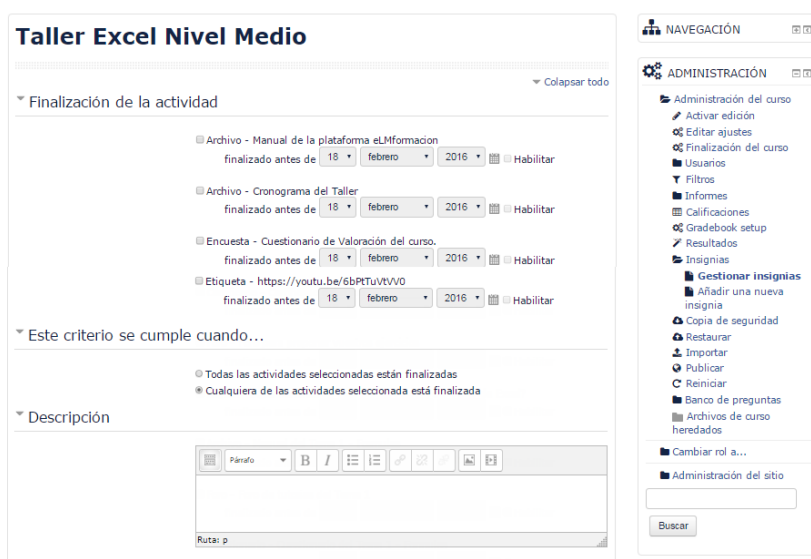 Taller Excel Nivel Medio
Colapsar todo
Finalización de la actividad
Archivo - Manual de la plataforma eLMformacion
finalizado antes de 18 febrero 2016 Habilitar
Archivo - Cronograma del Taller
finalizado antes de 18 febrero 2016 Habilitar
Encuesta - Cuestionario de Valoración del curso.
finalizado antes de 18 febrero 2016 Habilitar
Etiqueta - https://youtu.be/6bPtTuVtVV0
finalizado antes de 18 febrero 2016 Habilitar
Este criterio se cumple cuando...
Todas las actividades seleccionadas están finalizadas
Cualquiera de las actividades seleccionada está finalizada
Descripción
Párrafo B I
Ruta: p
NAVEGACIÓN
ADMINISTRACIÓN
Administración del curso
Activar edición
Editar ajustes
Finalización del curso
Usuarios
Filtros
Informes
Calificaciones
Gradebook setup
Resultados
Insignias
Gestionar insignias
Añadir una nueva
insignia
Copia de seguridad
Restaurar
Importar
Publicar
Reiniciar
Banco de preguntas
Archivos de curso
heredados
Cambiar rol a...
Administración del sitio
Buscar